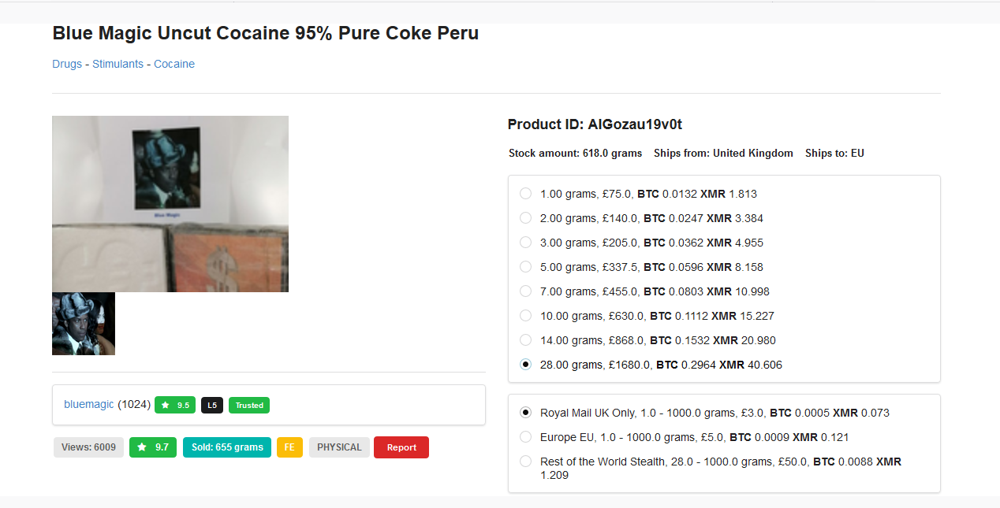 Blue Magic Uncut Cocaine 95% Pure Coke Peru
Drugs - Stimulants - Cocaine
Blue Magic
$
bluemagic (1024) 9.5 L5 Trusted
Views: 6009 9.7 Sold: 655 grams FE PHYSICAL Report
Product ID: AlGozau19v0t
Stock amount: 618.0 grams Ships from: United Kingdom Ships to: EU
1.00 grams, £75.0, BTC 0.0132 XMR 1.813
2.00 grams, £140.0, BTC 0.0247 XMR 3.384
3.00 grams, £205.0, BTC 0.0362 XMR 4.955
5.00 grams, £337.5, BTC 0.0596 XMR 8.158
7.00 grams, £455.0, BTC 0.0803 XMR 10.998
10.00 grams, £630.0, BTC 0.1112 XMR 15.227
14.00 grams, £868.0, BTC 0.1532 XMR 20.980
28.00 grams, £1680.0, BTC 0.2964 XMR 40.606
Royal Mail UK Only, 1.0 - 1000.0 grams, £3.0, BTC 0.0005 XMR 0.073
Europe EU, 1.0 - 1000.0 grams, £5.0, BTC 0.0009 XMR 0.121
Rest of the World Stealth, 28.0 - 1000.0 grams, £50.0, BTC 0.0088 XMR
1.209